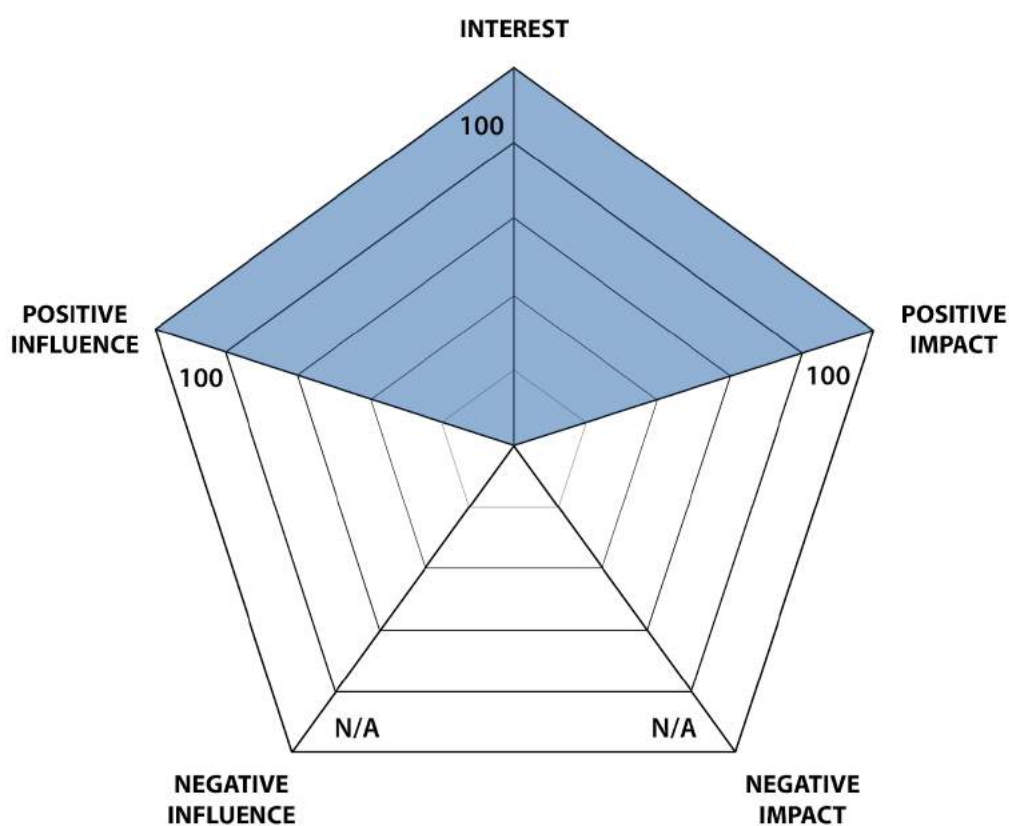 INTEREST
100
POSITIVE
INFLUENCE
POSITIVE
IMPACT
100
100
N/A
N/A
NEGATIVE
INFLUENCE
NEGATIVE
IMPACT